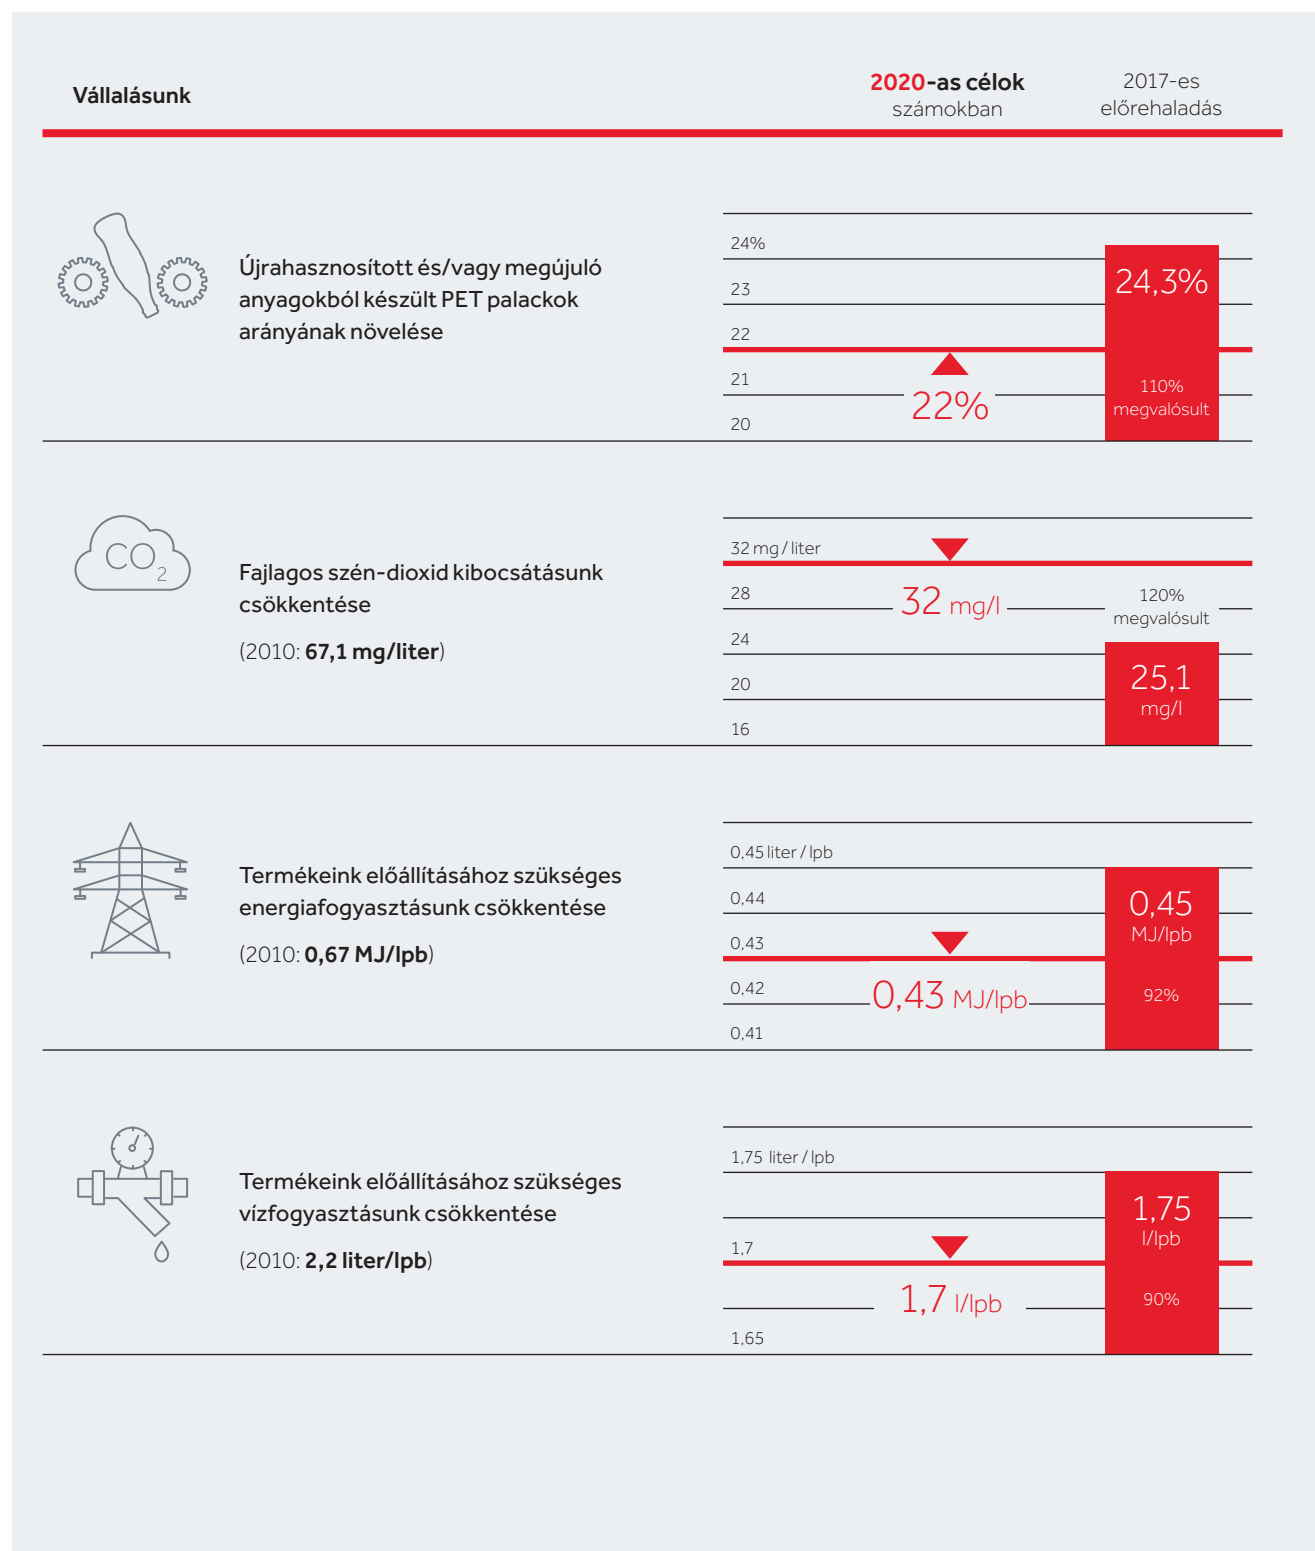 Vállalásunk
2020-as célok
számokban
2017-es
előrehaladás
Újrahasznosított és/vagy megújuló
anyagokból készült PET palackok
arányának növelése
24%
23
22
21
20
22%
24,3%
110%
megvalósult
CO2
Fajlagos szén-dioxid kibocsátásunk
csökkentése
(2010: 67,1 mg/liter)
32 mg / liter
28
24
20
16
32 mg/l
120%
megvalósult
25,1
mg/l
Termékeink előállításához szükséges
energiafogyasztásunk csökkentése
(2010: 0,67 MJ/lpb)
0,45 liter / lpb
0,44
0,43
0,42
0,41
0,43 MJ/lpb
0,45
MJ/lpb
92%
Termékeink előállításához szükséges
vízfogyasztásunk csökkentése
(2010: 2,2 liter/lpb)
1,75 liter / lpb
1,7
1,65
1,7 l/lpb
1,75
l/lpb
90%